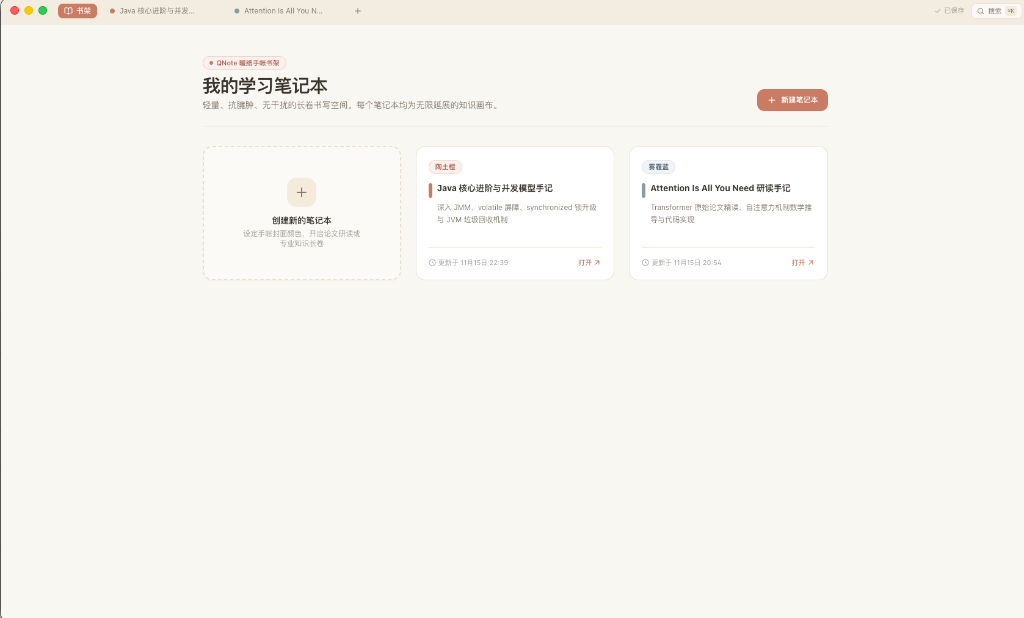 书架
Java 核心进阶与并发...
Attention Is All You N...
+
已保存
搜索
⌘K
QNote 暖络手帐书架
我的学习笔记本
轻量、抗臃肿、无干扰的长卷书写空间。每个笔记本均为无限延展的知识画布。
+ 新建笔记本
创建新的笔记本
设定手帐封面颜色，开启论文研读或
专业知识长卷
陶土橙
Java 核心进阶与并发模型手记
深入 JMM、volatile 屏障、synchronized 锁升级
与 JVM 垃圾回收机制
更新于 11月15日 22:39
打开
雾霾蓝
Attention Is All You Need 研读手记
Transformer 原始论文精读、自注意力机制数学推
导与代码实现
更新于 11月15日 20:54
打开